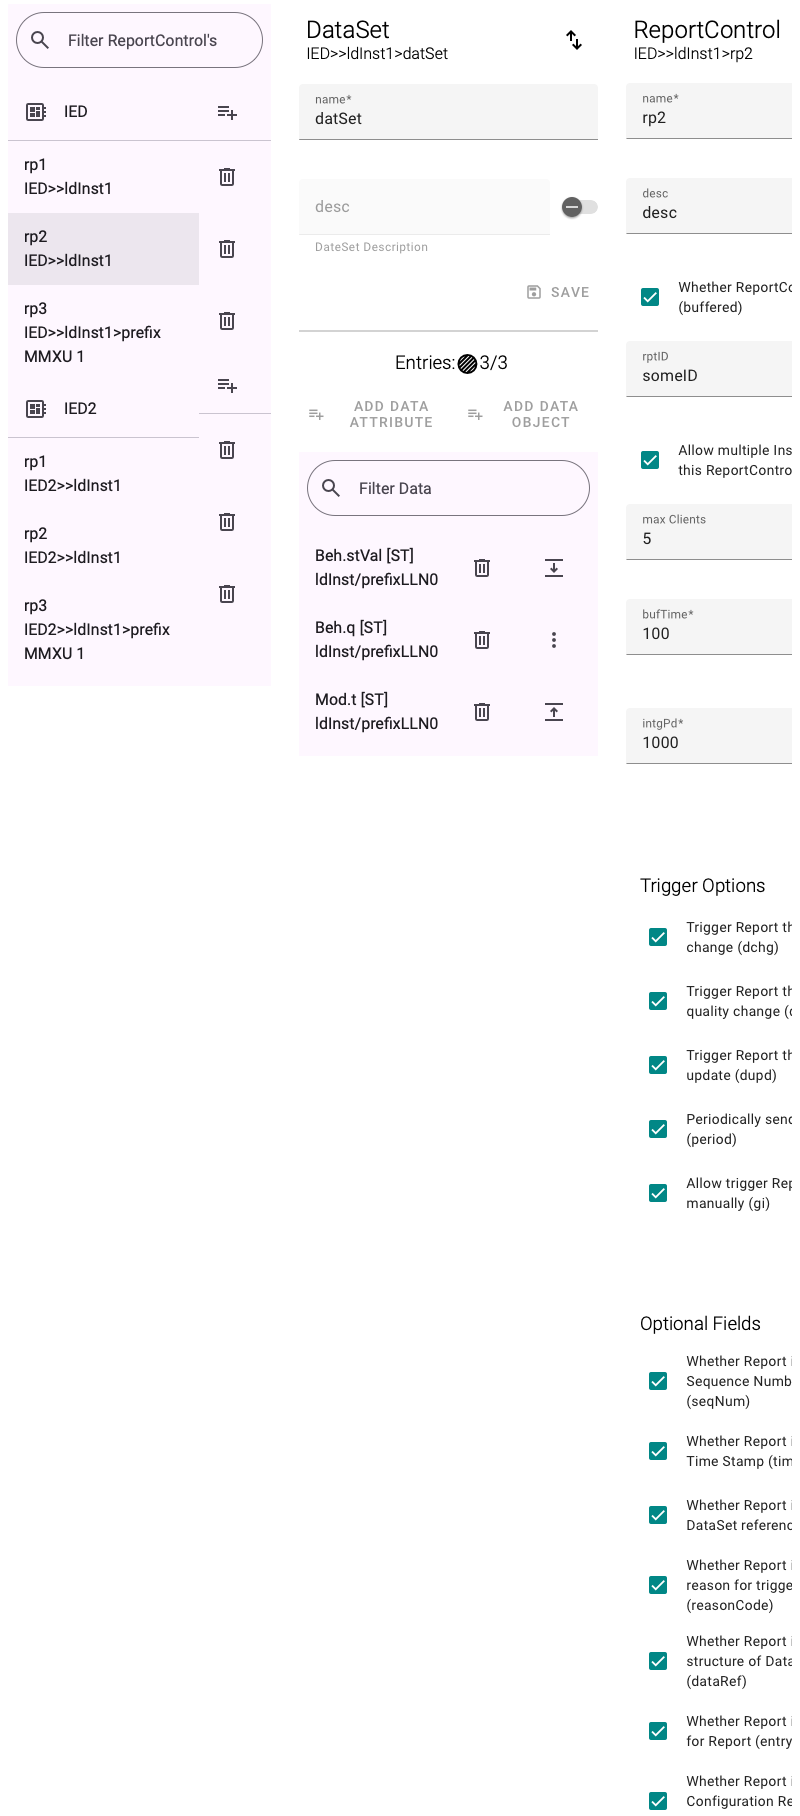 Filter ReportControl's
IED
rp1
IED>>ldInst1
rp2
IED>>ldInst1
rp3
IED>>ldInst1>prefix
MMXU 1
IED2
rp1
IED2>>ldInst1
rp2
IED2>>ldInst1
rp3
IED2>>ldInst1>prefix
MMXU 1
DataSet
IED>>ldInst1>datSet
name*
datSet
desc
DateSet Description
SAVE
Entries: 3/3
ADD DATA
ATTRIBUTE
ADD DATA
OBJECT
Filter Data
Beh.stVal [ST]
ldInst/prefixLLN0
Beh.q [ST]
ldInst/prefixLLN0
Mod.t [ST]
ldInst/prefixLLN0
ReportControl
IED>>ldInst1>rp2
name*
rp2
desc
desc
Whether ReportCo
(buffered)
rptID
someID
Allow multiple Ins
this ReportContro
max Clients
5
bufTime*
100
intgPd*
1000
Trigger Options
Trigger Report th
change (dchg)
Trigger Report th
quality change (
Trigger Report th
update (dupd)
Periodically send
(period)
Allow trigger Rep
manually (gi)
Optional Fields
Whether Report i
Sequence Numb
(seqNum)
Whether Report i
Time Stamp (tim
Whether Report i
DataSet referenc
Whether Report i
reason for trigge
(reasonCode)
Whether Report i
structure of Data
(dataRef)
Whether Report i
for Report (entry
Whether Report i
Configuration Re